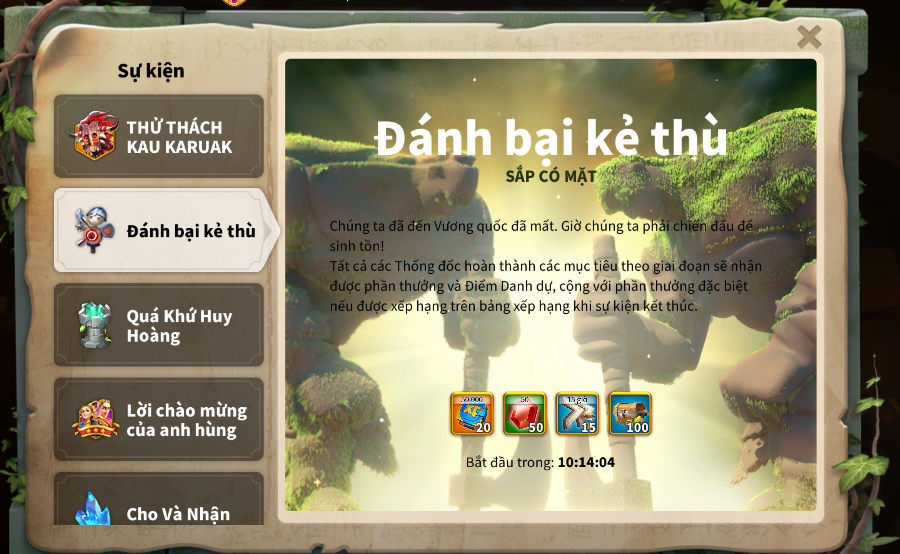 Sự kiện
THỬ THÁCH
KAU KARUAK
Đánh bại kẻ thù
Quá Khứ Huy
Hoàng
Lời chào mừng
của anh hùng
Cho Và Nhận
Đánh bại kẻ thù
SẮP CÓ MẶT
Chúng ta đã đến Vương quốc đã mất. Giờ chúng ta phải chiến đấu để
sinh tồn!
Tất cả các Thống đốc hoàn thành các mục tiêu theo giai đoạn sẽ nhận
được phần thưởng và Điểm Danh dự, cộng với phần thưởng đặc biệt
nếu được xếp hạng trên bảng xếp hạng khi sự kiện kết thúc.
50,000 50 15 giờ
20 50 15 100
Bắt đầu trong: 10:14:04